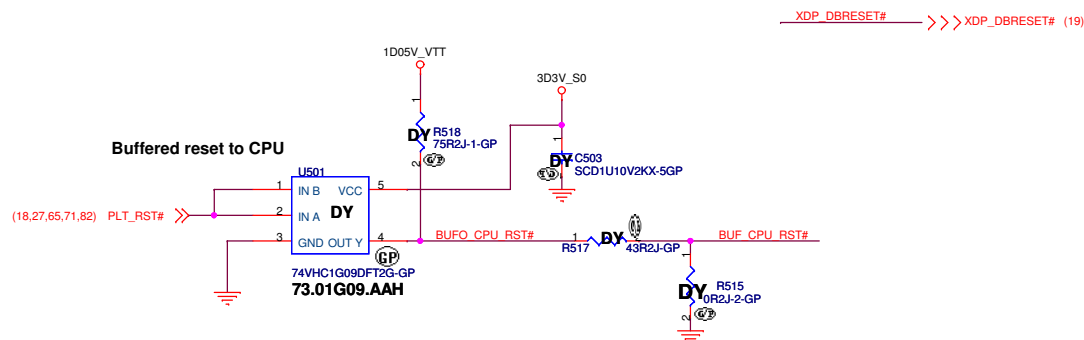 XDP_DBRESET#
XDP_DBRESET# (19)
1D05V_VTT
3D3V_S0
1
DY
R518
75R2J-1-GP
2
1
DY
C503
SCD1U10V2KX-5GP
Buffered reset to CPU
U501
1 IN B VCC 5
(18,27,65,71,82) PLT_RST# 2 IN A DY
3 GND OUT Y 4
BUFO_CPU_RST#
1 DY
R517 43R2J-GP
BUF_CPU_RST#
GP
74VHC1G09DFT2G-GP
73.01G09.AAH
1
DY
R515
0R2J-2-GP
2